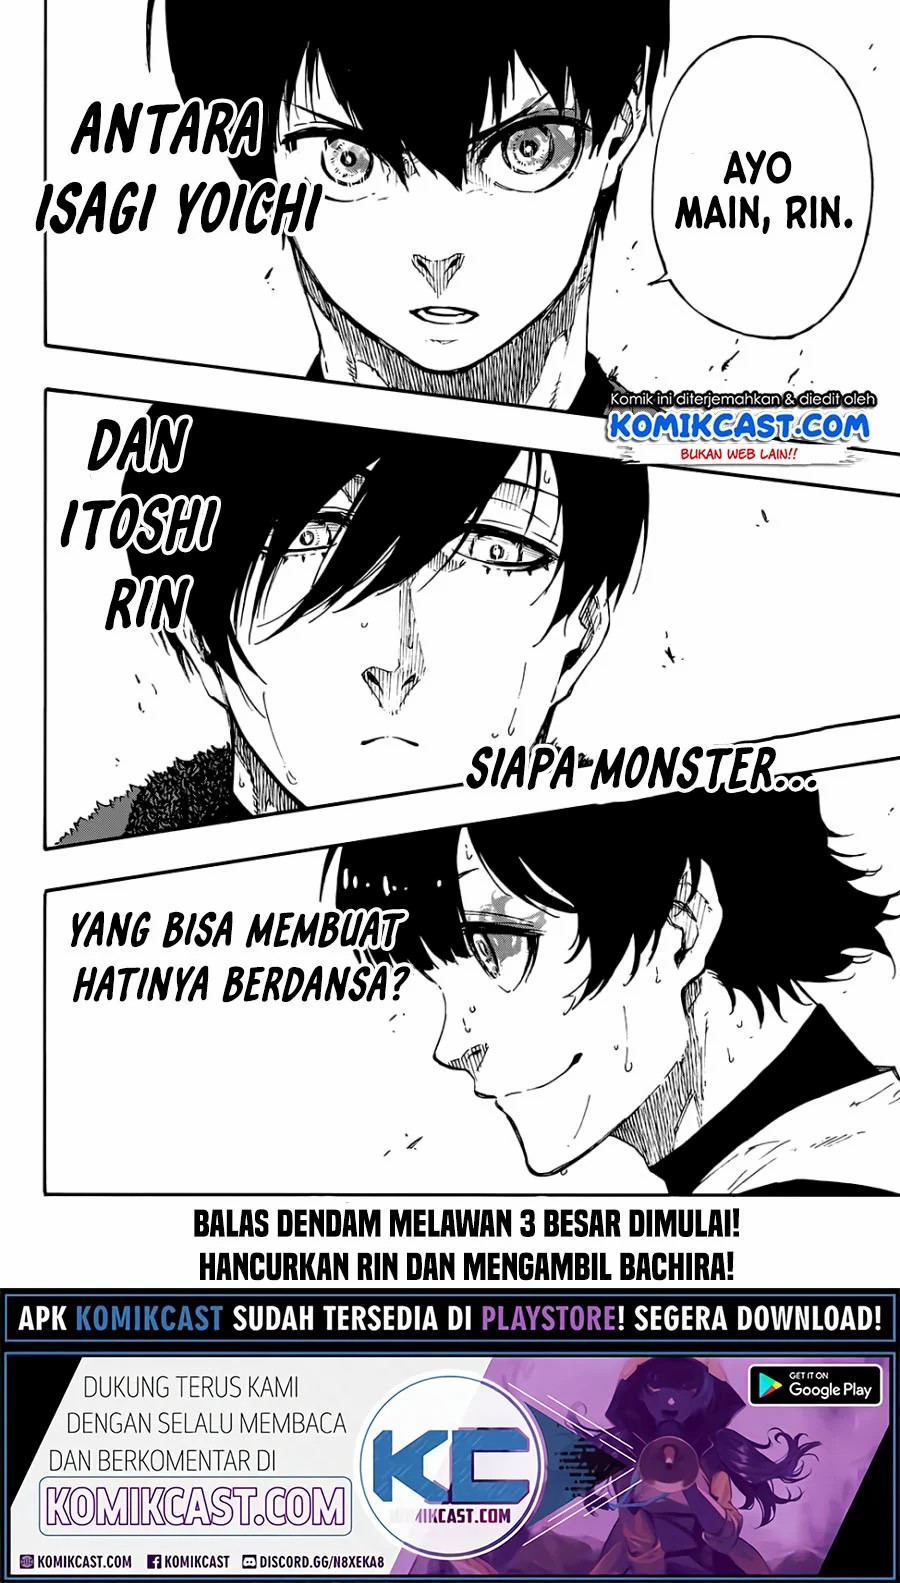 ANTARA
ISAGI YOICHI
AYO
MAIN, RIN.
Komik ini diterjemahkan & diedit oleh
KOMIKCAST.COM
BUKAN WEB LAIN!!
DAN
ITOSHI
RIN
SIAPA MONSTER...
YANG BISA MEMBUAT
HATINYA BERDANSA?
BALAS DENDAM MELAWAN 3 BESAR DIMULAI!
HANCURKAN RIN DAN MENGAMBIL BACHIRA!
APK KOMIKCAST SUDAH TERSEDIA DI PLAYSTORE! SEGERA DOWNLOAD!
DUKUNG TERUS KAMI
DENGAN SELALU MEMBACA
DAN BERKOMENTAR DI
KOMIKCAST.COM
KC
KOMIKCAST.COM
GET IT ON
Google Play
KOMIKCAST.COM KOMIKCAST DISCORD.GG/N8XEKA8